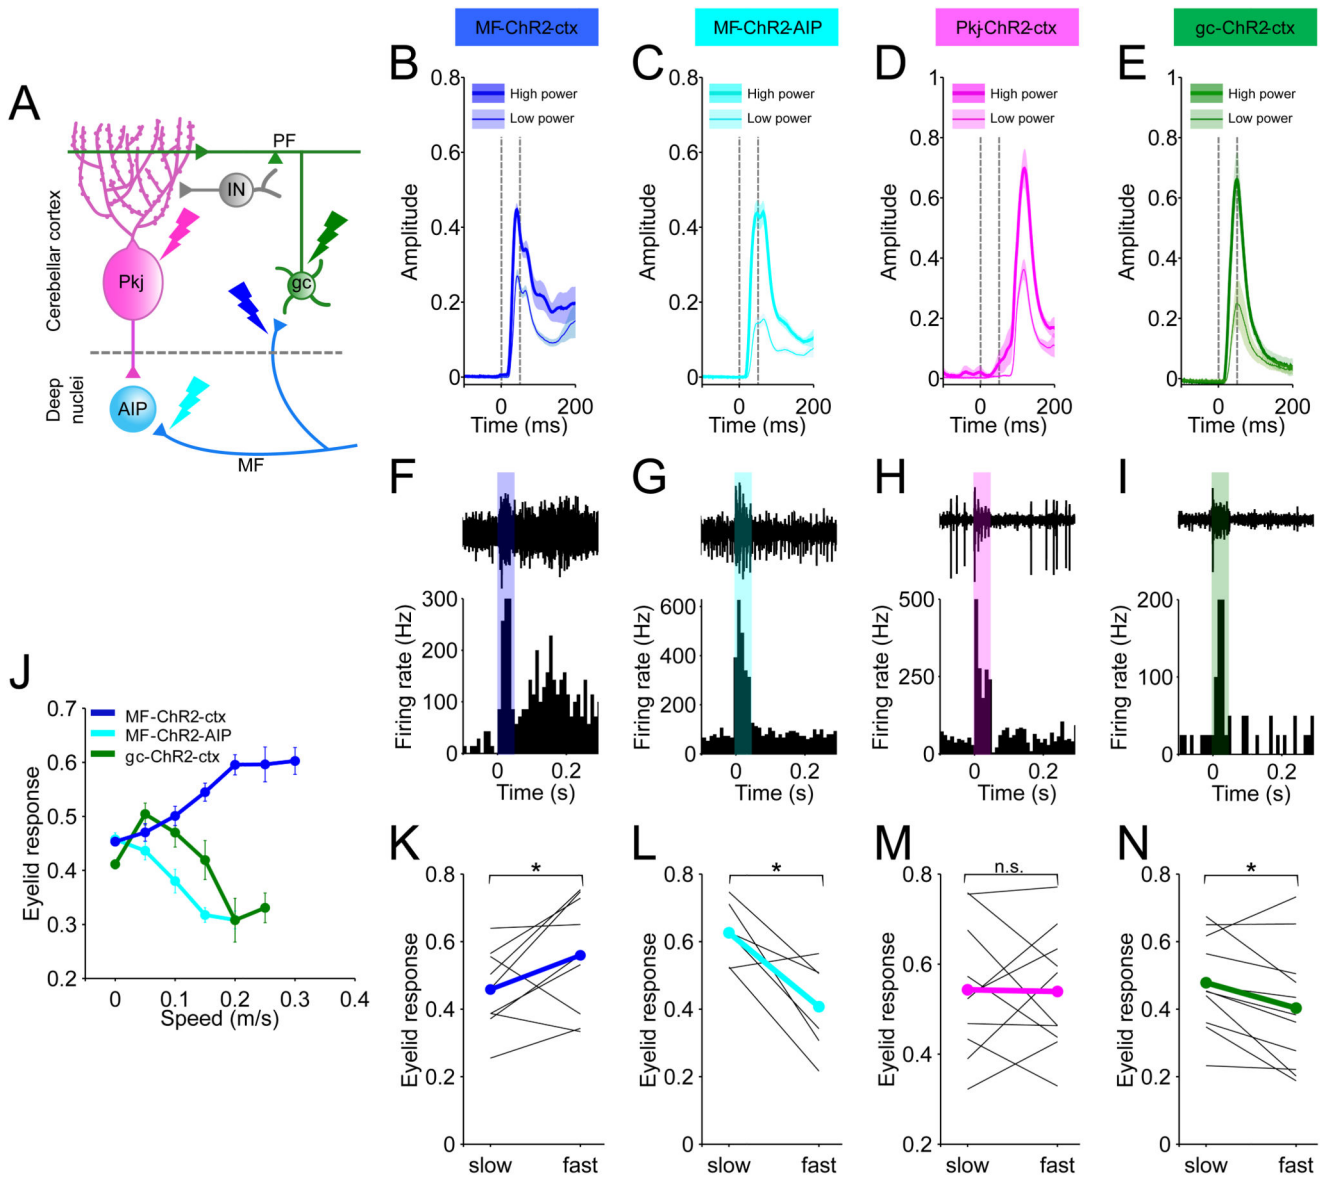 MF-ChR2-ctx
MF-ChR2-AIP
Pkj-ChR2-ctx
gc-ChR2-ctx
A
Cerebellar cortex
Deep
nuclei
PF
IN
Pkj
gc
AIP
MF
B
0.8
0.6
0.4
0.2
0
Amplitude
High power
Low power
0
200
Time (ms)
C
0.8
0.6
0.4
0.2
0
Amplitude
High power
Low power
0
200
Time (ms)
D
1
0.8
0.6
0.4
0.2
0
Amplitude
High power
Low power
0
200
Time (ms)
E
1
0.8
0.6
0.4
0.2
0
Amplitude
High power
Low power
0
200
Time (ms)
F
300
200
100
0
Firing rate (Hz)
0
0.2
Time (s)
G
600
400
200
0
Firing rate (Hz)
0
0.2
Time (s)
H
500
250
0
Firing rate (Hz)
0
0.2
Time (s)
I
200
100
0
Firing rate (Hz)
0
0.2
Time (s)
J
0.7
0.6
0.5
0.4
0.3
0.2
Eyelid response
MF-ChR2-ctx
MF-ChR2-AIP
gc-ChR2-ctx
0
0.1
0.2
0.3
0.4
Speed (m/s)
K
0.8
0.6
0.4
0.2
0
Eyelid response
*
slow
fast
L
0.8
0.6
0.4
0.2
0
Eyelid response
*
slow
fast
M
0.8
0.6
0.4
0.2
Eyelid response
n.s.
slow
fast
N
0.8
0.6
0.4
0.2
0
Eyelid response
*
slow
fast